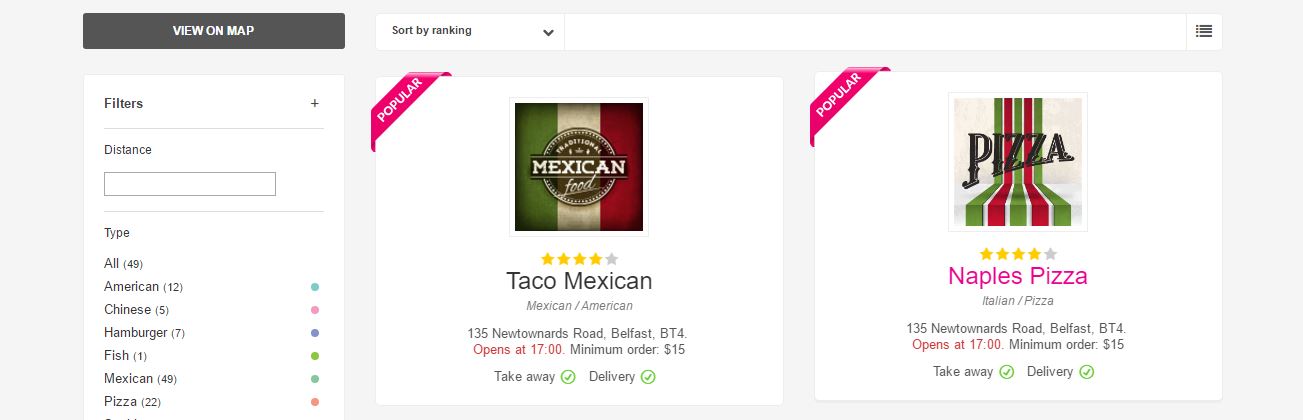 VIEW ON MAP
Sort by ranking
Filters +
Distance
Type
All (49)
American (12)
Chinese (5)
Hamburger (7)
Fish (1)
Mexican (49)
Pizza (22)
POPULAR
TRADITIONAL
MEXICAN
food
Taco Mexican
Mexican / American
135 Newtownards Road, Belfast, BT4.
Opens at 17:00. Minimum order: $15
Take away Delivery
POPULAR
PIZZA
Naples Pizza
Italian / Pizza
135 Newtownards Road, Belfast, BT4.
Opens at 17:00. Minimum order: $15
Take away Delivery